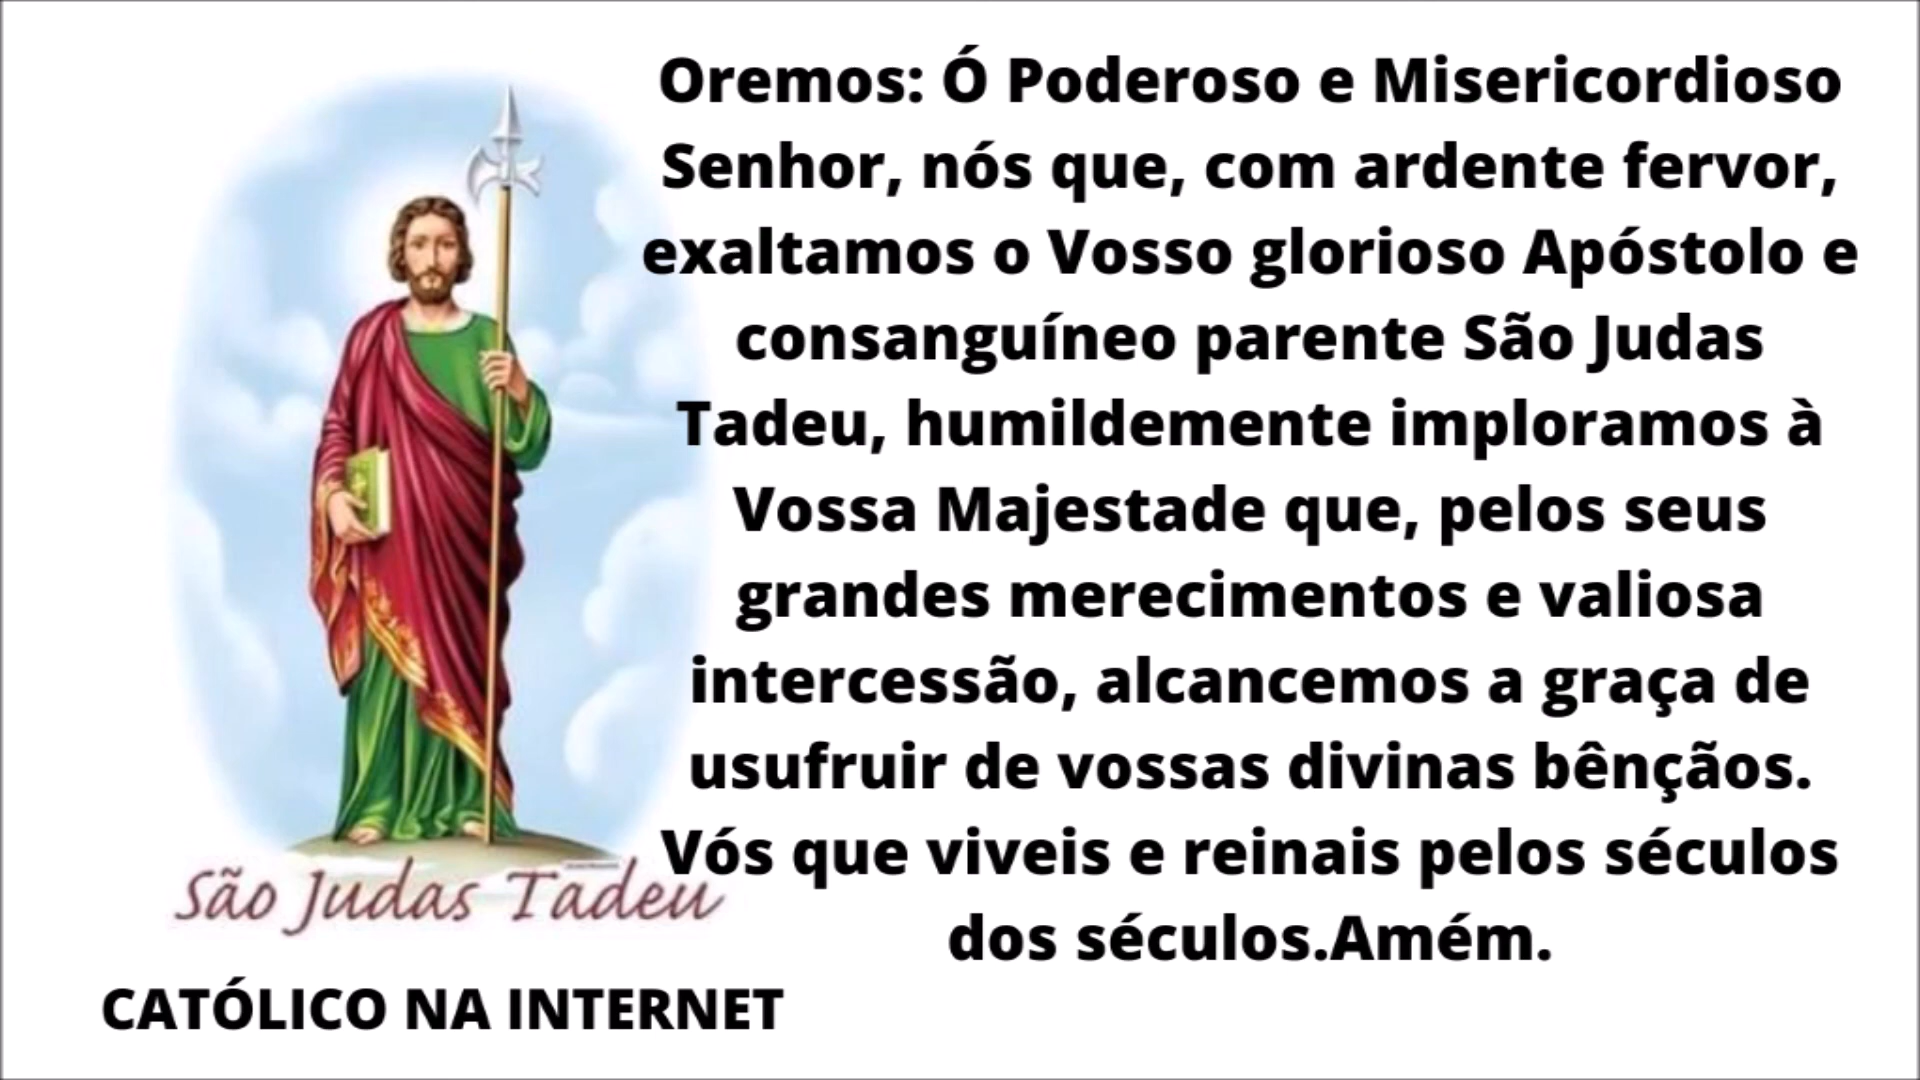 Oremos: Ó Poderoso e Misericordioso
Senhor, nós que, com ardente fervor,
exaltamos o Vosso glorioso Apóstolo e
consanguíneo parente São Judas
Tadeu, humildemente imploramos à
Vossa Majestade que, pelos seus
grandes merecimentos e valiosa
intercessão, alcancemos a graça de
usufruir de vossas divinas bênçãos.
Vós que viveis e reinais pelos séculos
dos séculos.Amém.
São Judas Tadeu
CATÓLICO NA INTERNET